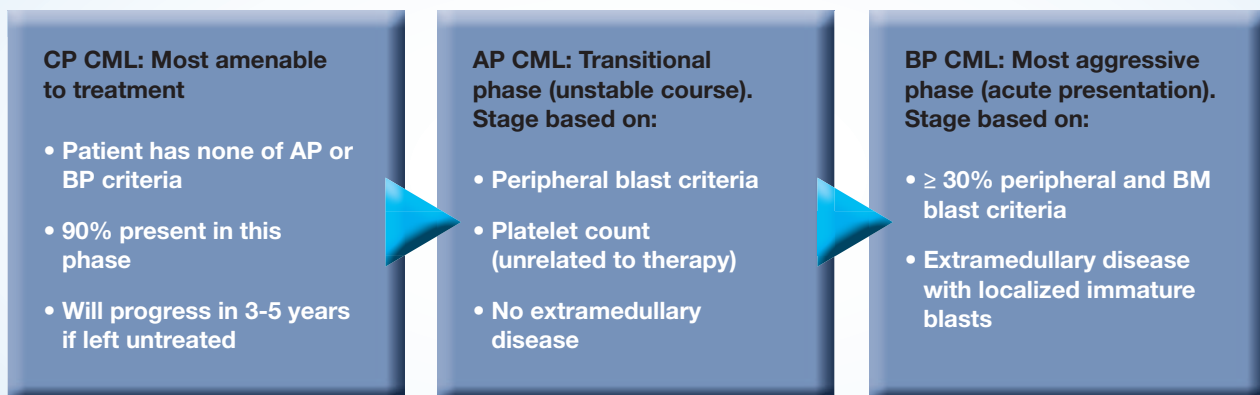 CP CML: Most amenable
to treatment
• Patient has none of AP or
BP criteria
• 90% present in this
phase
• Will progress in 3-5 years
if left untreated
AP CML: Transitional
phase (unstable course).
Stage based on:
• Peripheral blast criteria
• Platelet count
(unrelated to therapy)
• No extramedullary
disease
BP CML: Most aggressive
phase (acute presentation).
Stage based on:
• ≥ 30% peripheral and BM
blast criteria
• Extramedullary disease
with localized immature
blasts